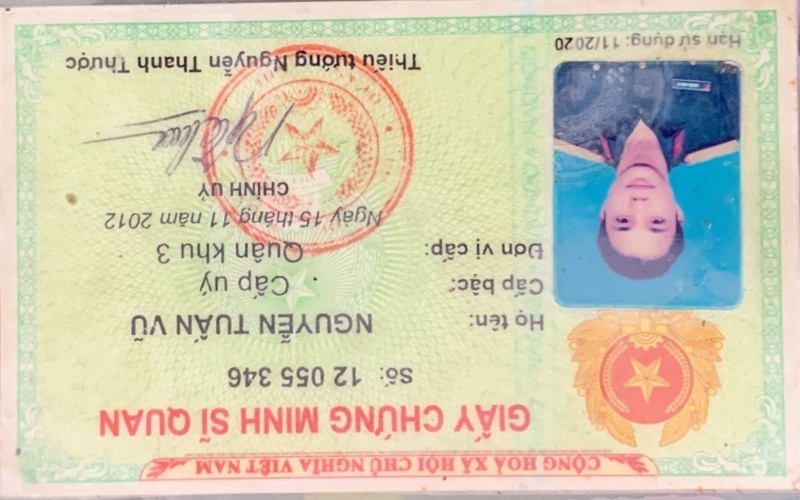 CỘNG HOÀ XÃ HỘI CHỦ NGHĨA VIỆT NAM
GIẤY CHỨNG MINH SĨ QUAN
Số: 12 055 346
Họ tên: NGUYỄN TUẤN VŨ
Cấp bậc: Cấp uý
Đơn vị cấp: Quân khu 3
Ngày 15 tháng 11 năm 2012
CHÍNH UỶ
Thiếu tướng Nguyễn Thanh Thược
Hạn sử dụng: 11/2020